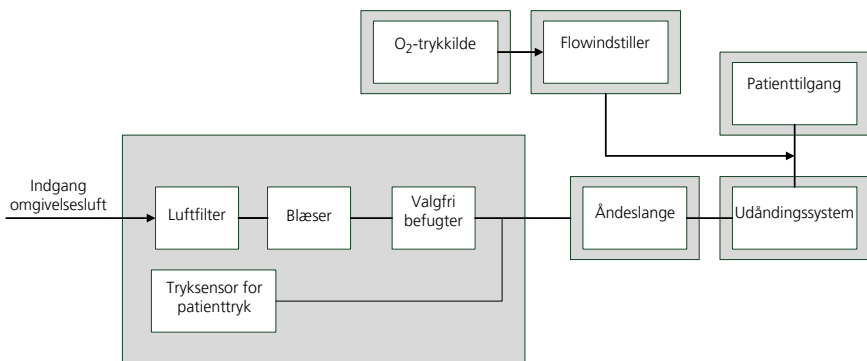 O₂-trykkilde
Flowindstiller
Patienttilgang
Indgang
omgivelsesluft
Luftfilter
Blæser
Valgfri
befugter
Åndeslange
Udåndingssystem
Tryksensor for
patienttryk